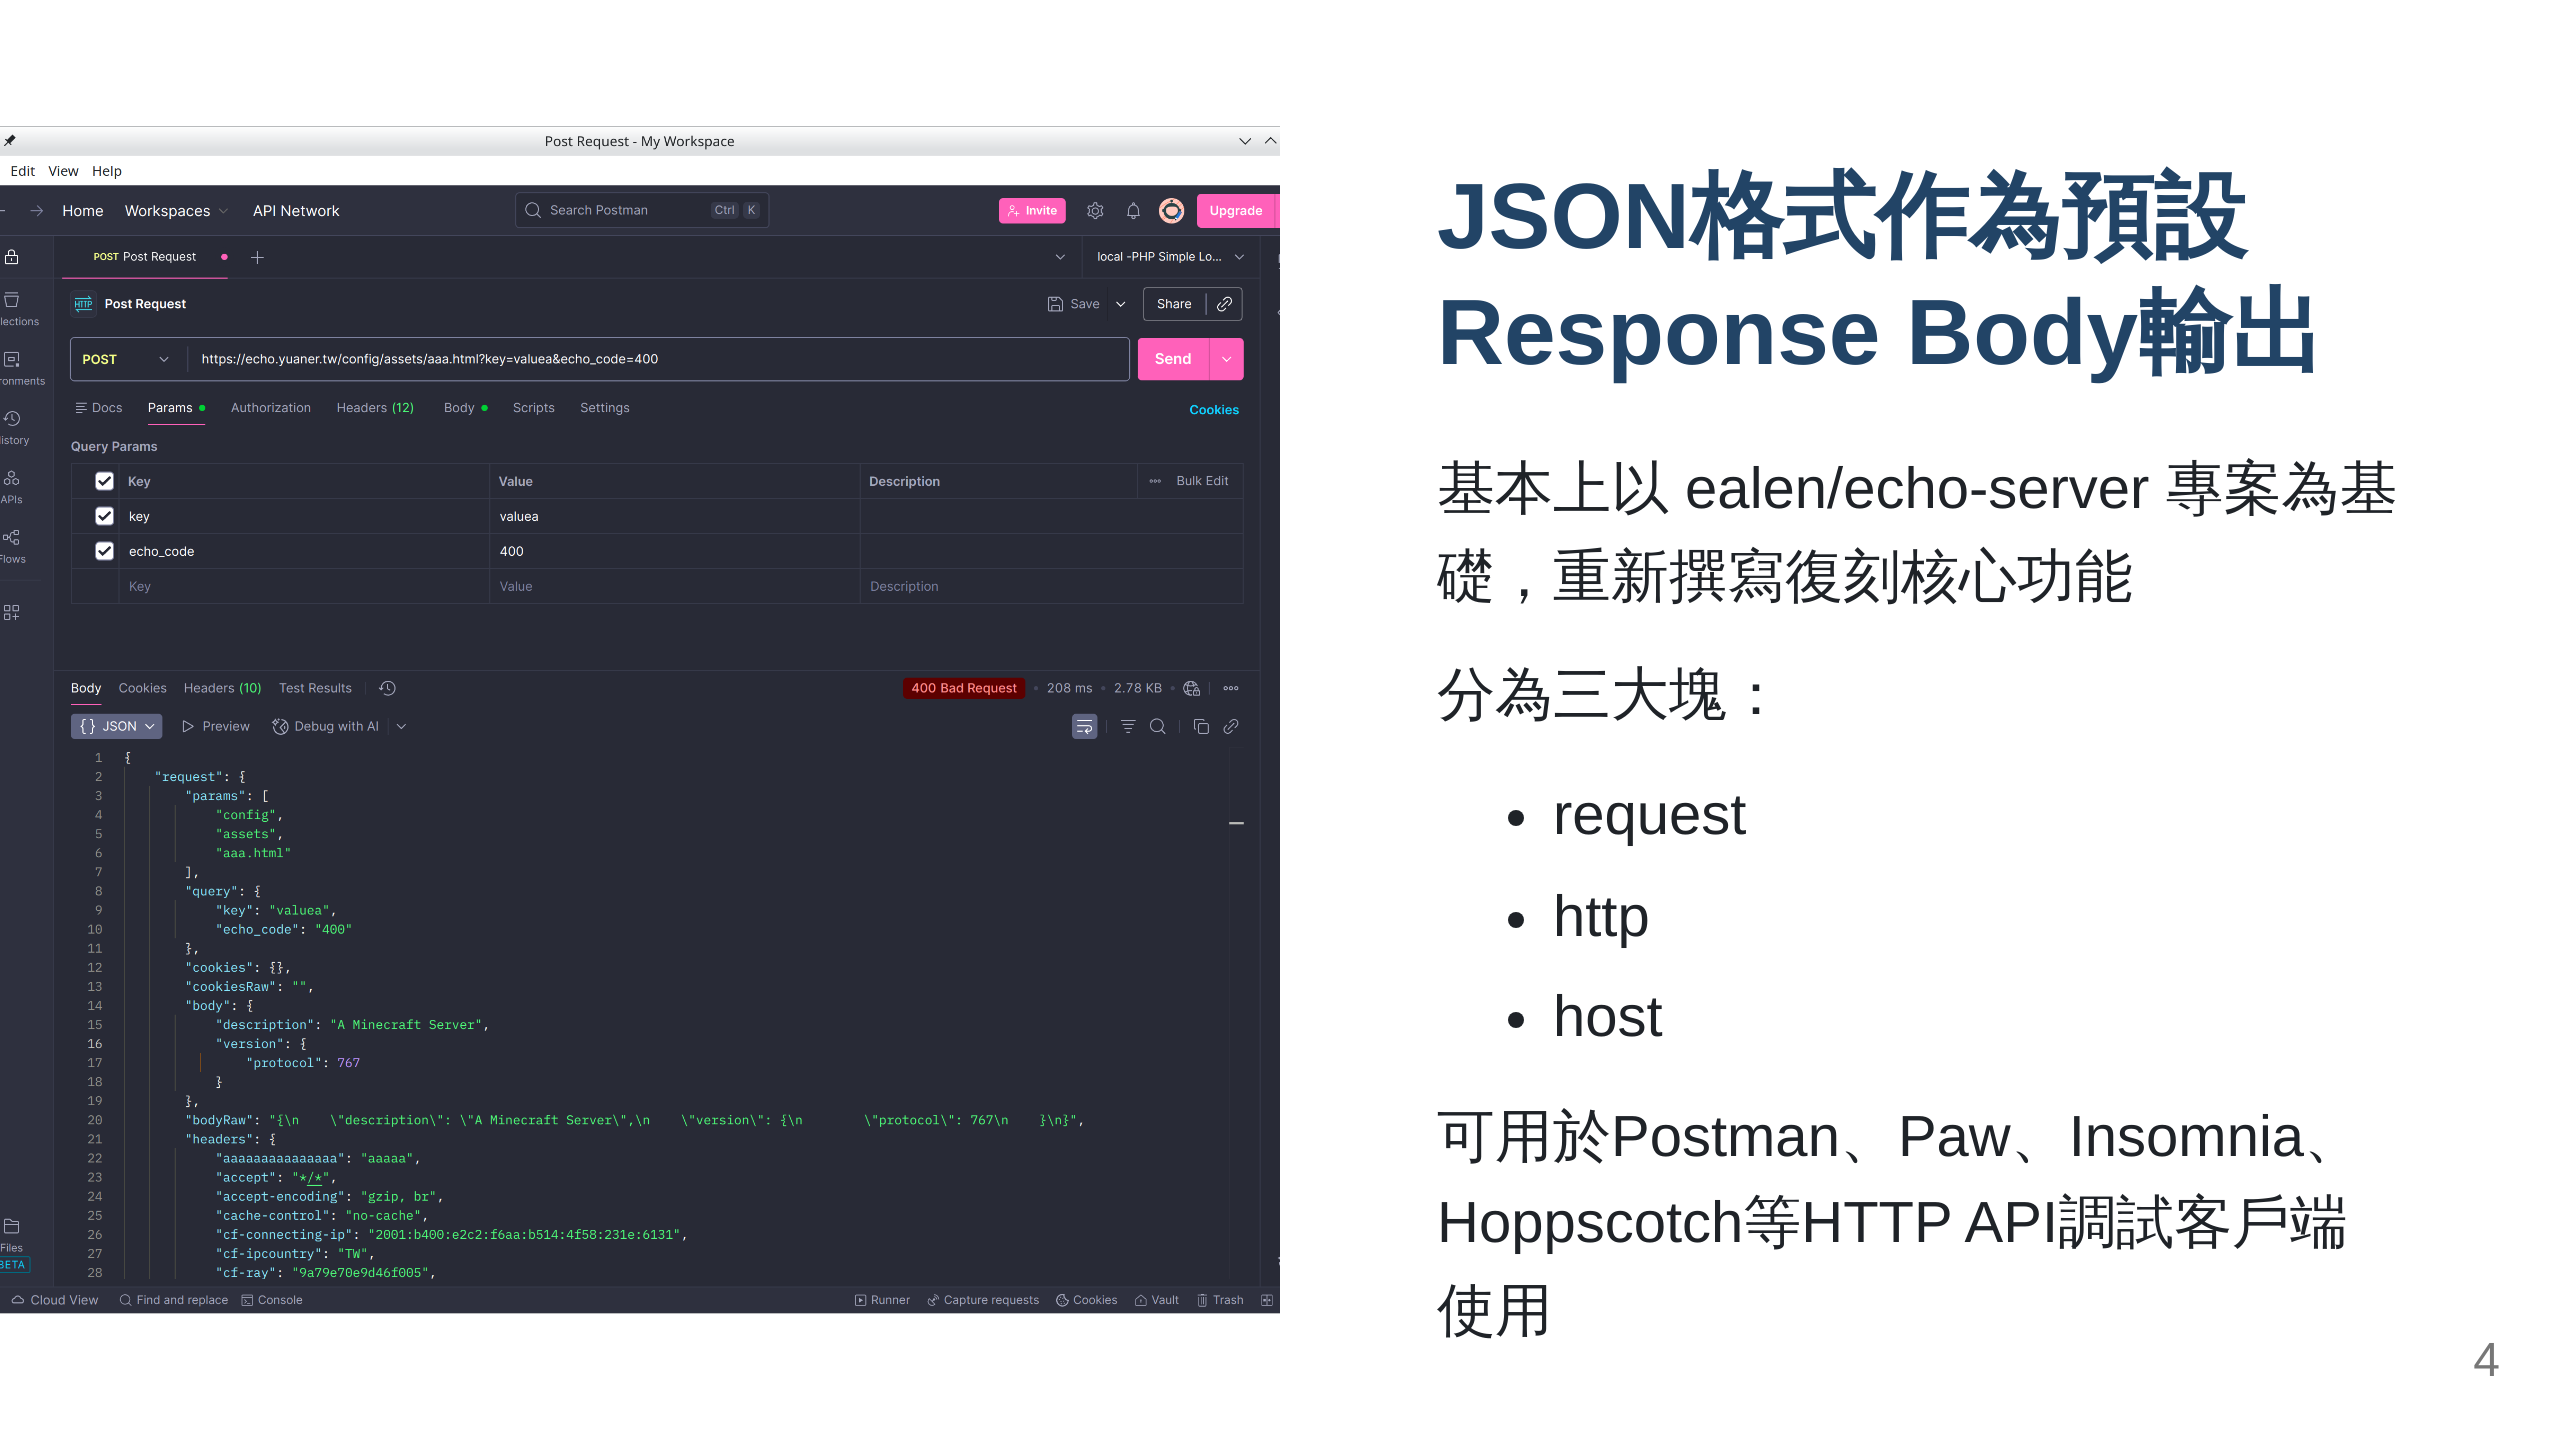 Post Request - My Workspace
Edit View Help
Home Workspaces API Network Search Postman Ctrl K Invite Upgrade
POST Post Request local -PHP Simple Lo...
HTTP Post Request Save Share
POST https://echo.yuaner.tw/config/assets/aaa.html?key=valuea&echo_code=400 Send
Docs Params Authorization Headers (12) Body Scripts Settings Cookies
Query Params
Key Value Description Bulk Edit
key valuea
echo_code 400
Key Value Description
lections
ronments
istory
APIs
Flows
Files
BETA
Body Cookies Headers (10) Test Results 400 Bad Request 208 ms 2.78 KB
{} JSON Preview Debug with AI
1 {
2 "request": {
3 "params": [
4 "config",
5 "assets",
6 "aaa.html"
7 ],
8 "query": {
9 "key": "valuea",
10 "echo_code": "400"
11 },
12 "cookies": {},
13 "cookiesRaw": "",
14 "body": {
15 "description": "A Minecraft Server",
16 "version": {
17 "protocol": 767
18 }
19 },
20 "bodyRaw": "{\n    \"description\": \"A Minecraft Server\",\n    \"version\": {\n        \"protocol\": 767\n    }\n}",
21 "headers": {
22 "aaaaaaaaaaaaaaa": "aaaaa",
23 "accept": "*/*",
24 "accept-encoding": "gzip, br",
25 "cache-control": "no-cache",
26 "cf-connecting-ip": "2001:b400:e2c2:f6aa:b514:4f58:231e:6131",
27 "cf-ipcountry": "TW",
28 "cf-ray": "9a79e70e9d46f005",
Cloud View Find and replace Console Runner Capture requests Cookies Vault Trash
JSON格式作為預設
Response Body輸出
基本上以 ealen/echo-server 專案為基
礎，重新撰寫復刻核心功能
分為三大塊：
• request
• http
• host
可用於Postman、Paw、Insomnia、
Hoppscotch等HTTP API調試客戶端
使用
4